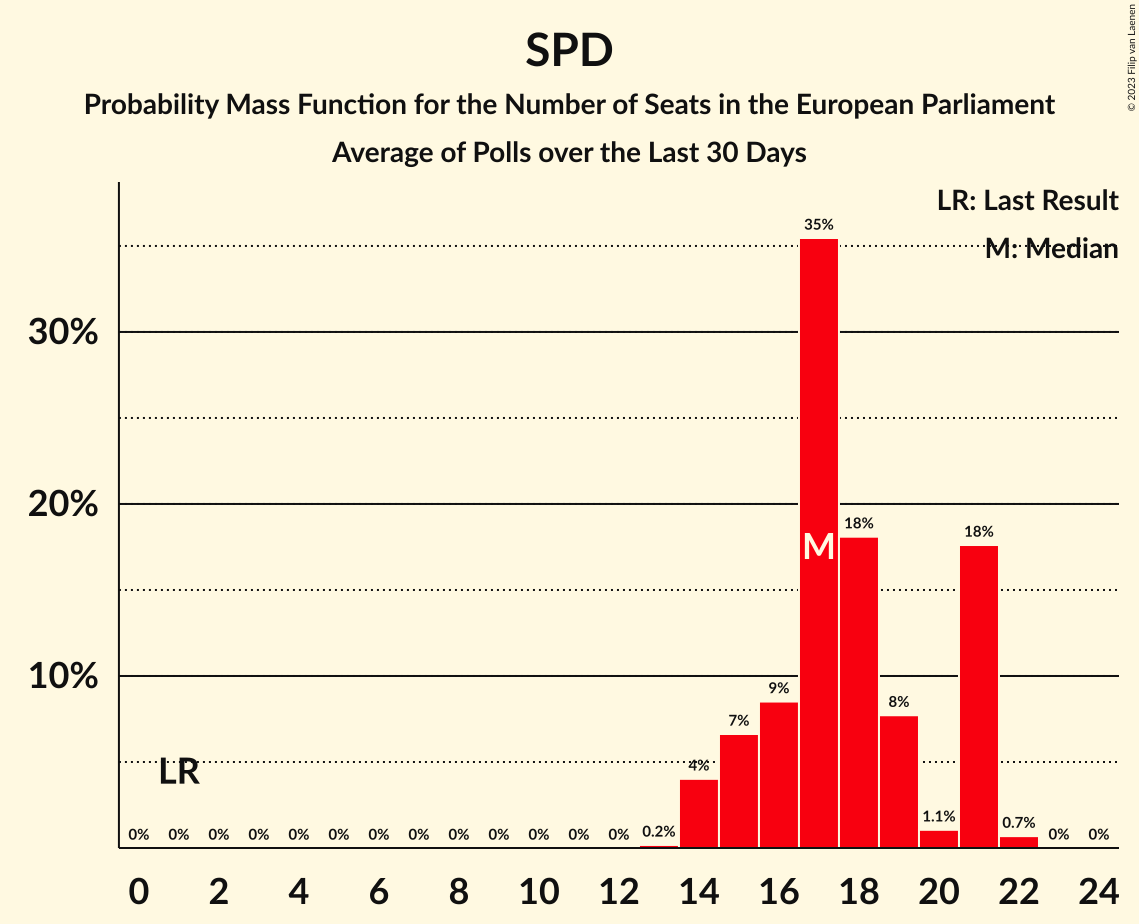 SPD
Probability Mass Function for the Number of Seats in the European Parliament
Average of Polls over the Last 30 Days
© 2023 Filip van Laenen
LR: Last Result
M: Median
35%
30%
20%
18%
18%
M
10%
9%
8%
7%
4%
LR
0% 0% 0% 0% 0% 0% 0% 0% 0% 0% 0% 0% 0% 0.2% 1.1% 0.7% 0% 0%
0 2 4 6 8 10 12 14 16 18 20 22 24